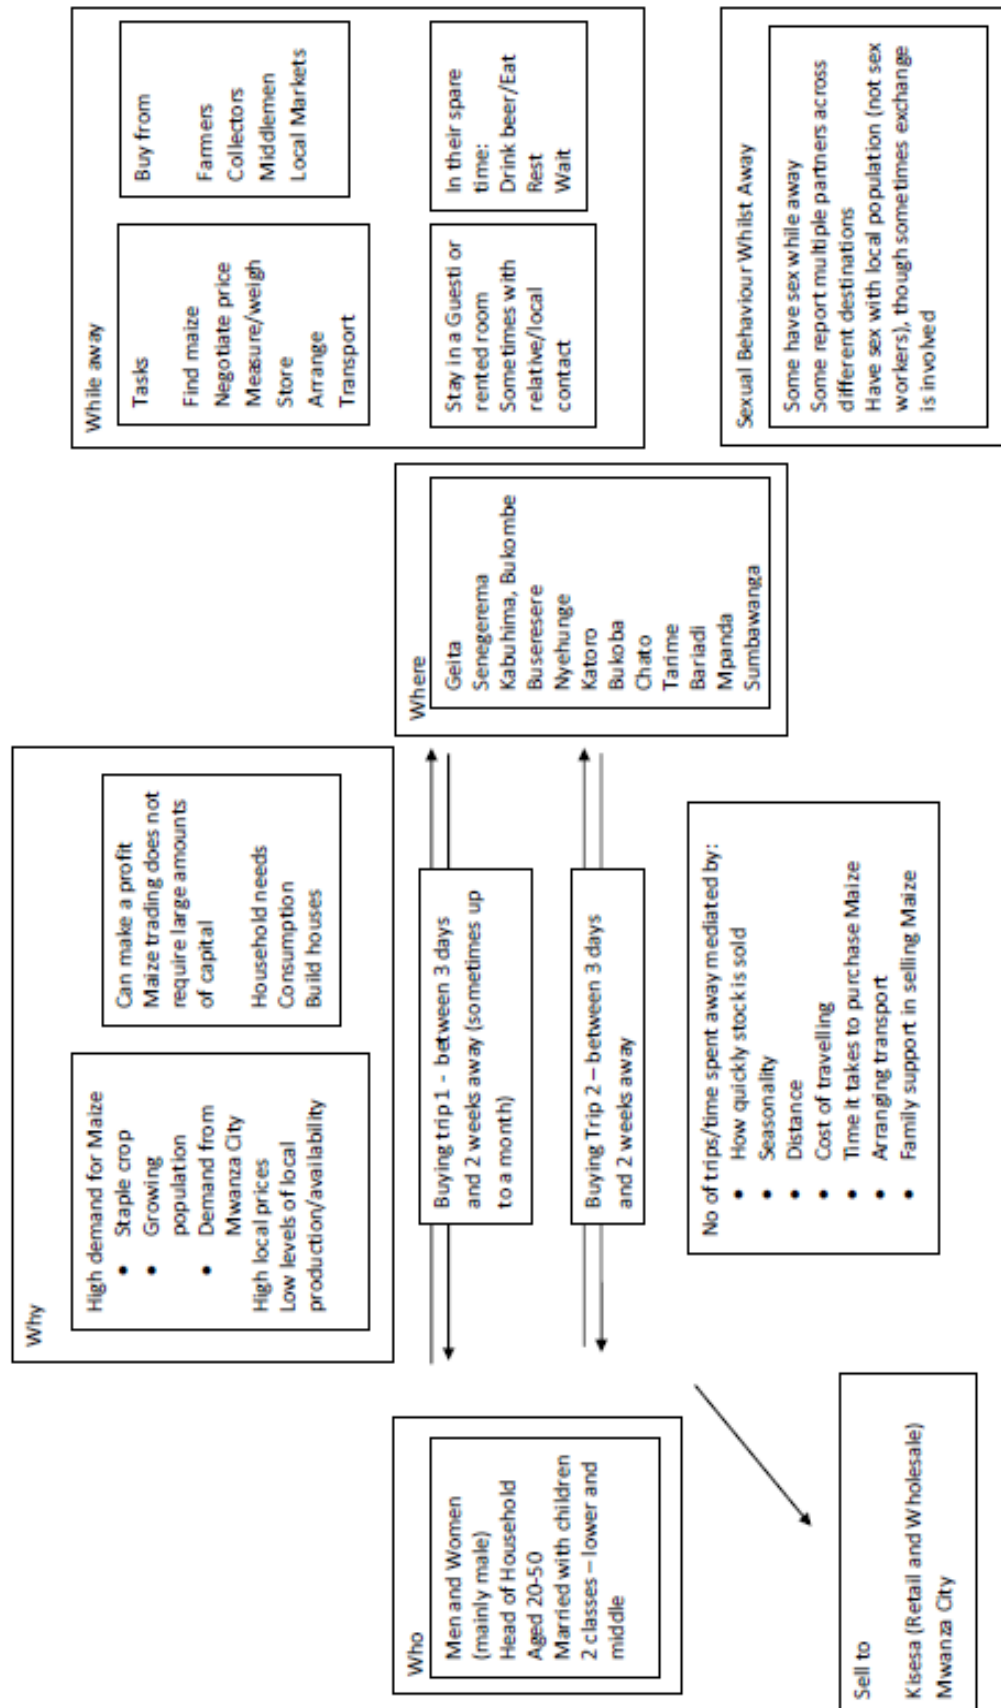 Why
High demand for Maize
• Staple crop
• Growing
population
• Demand from
Mwanza City
High local prices
Low levels of local
production/availability
Can make a profit
Maize trading does not
require large amounts
of capital
Household needs
Consumption
Build houses
While away
Tasks
Find maize
Negotiate price
Measure/weigh
Store
Arrange
Transport
Buy from
Farmers
Collectors
Middlemen
Local Markets
Stay in a Guesti or
rented room
Sometimes with
relative/local
contact
In their spare
time:
Drink beer/Eat
Rest
Wait
Who
Men and Women
(mainly male)
Head of Household
Aged 20-50
Married with children
2 classes – lower and
middle
Buying trip 1 - between 3 days
and 2 weeks away (sometimes up
to a month)
Buying Trip 2 – between 3 days
and 2 weeks away
Where
Geita
Senegerema
Kabuhima, Bukombe
Buseresere
Nyehunge
Katoro
Bukoba
Chato
Tarime
Bariadi
Mpanda
Sumbawanga
No of trips/time spent away mediated by:
• How quickly stock is sold
• Seasonality
• Distance
• Cost of travelling
• Time it takes to purchase Maize
• Arranging transport
• Family support in selling Maize
Sexual Behaviour Whilst Away
Some have sex while away
Some report multiple partners across
different destinations
Have sex with local population (not sex
workers), though sometimes exchange
is involved
Sell to
Kisesa (Retail and Wholesale)
Mwanza City